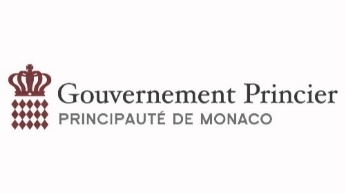 Gouvernement Princier
PRINCIPAUTÉ DE MONACO